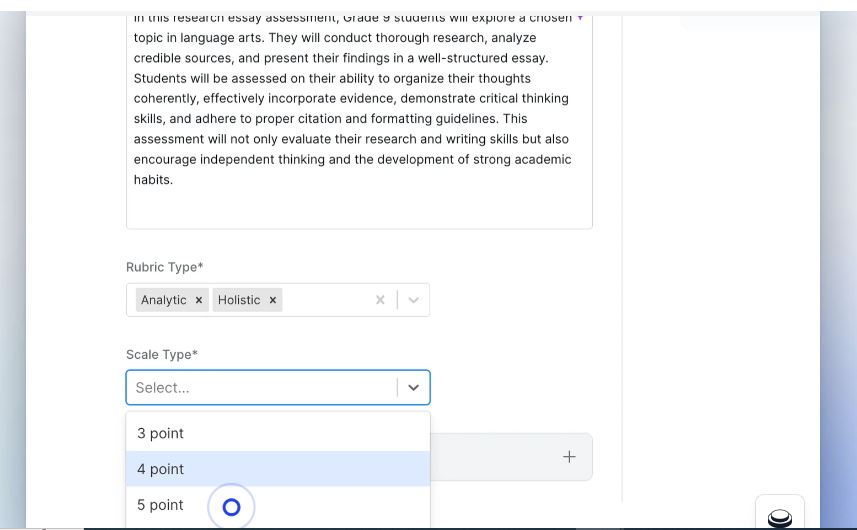 In this research essay assessment, Grade 9 students will explore a chosen
topic in language arts. They will conduct thorough research, analyze
credible sources, and present their findings in a well-structured essay.
Students will be assessed on their ability to organize their thoughts
coherently, effectively incorporate evidence, demonstrate critical thinking
skills, and adhere to proper citation and formatting guidelines. This
assessment will not only evaluate their research and writing skills but also
encourage independent thinking and the development of strong academic
habits.
Rubric Type*
Analytic × Holistic ×
Scale Type*
Select...
3 point
4 point
5 point